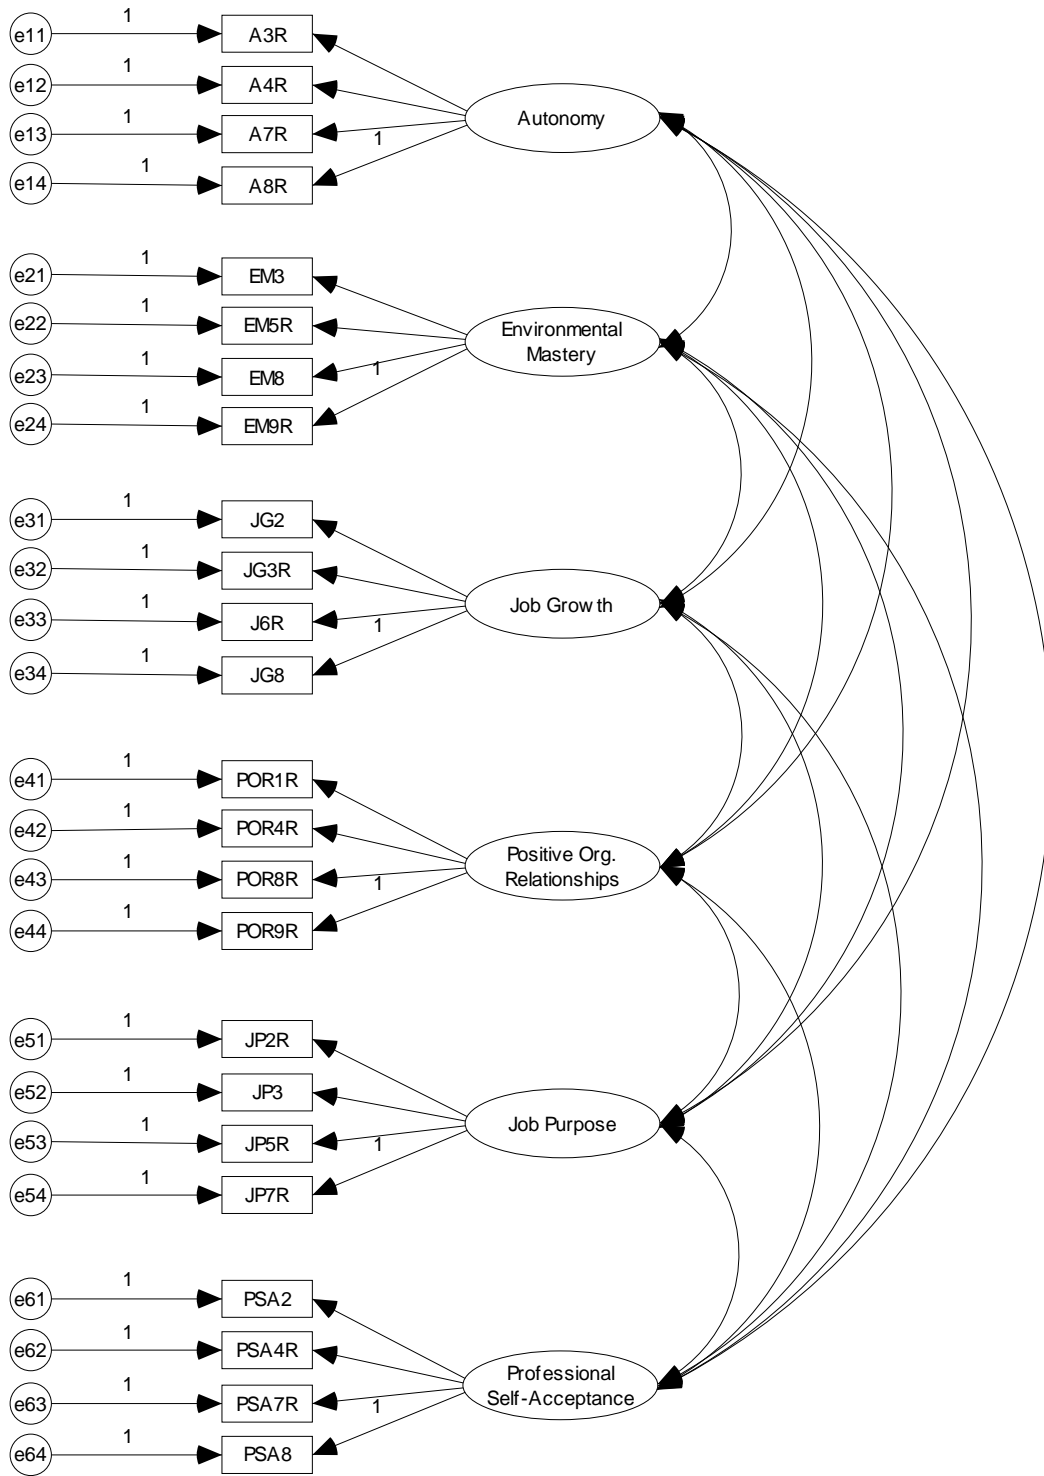 e11 1 A3R
e12 1 A4R
e13 1 A7R
e14 1 A8R
1
Autonomy
e21 1 EM3
e22 1 EM5R
e23 1 EM8
e24 1 EM9R
1
Environmental
Mastery
e31 1 JG2
e32 1 JG3R
e33 1 J6R
e34 1 JG8
1
Job Growth
e41 1 POR1R
e42 1 POR4R
e43 1 POR8R
e44 1 POR9R
1
Positive Org.
Relationships
e51 1 JP2R
e52 1 JP3
e53 1 JP5R
e54 1 JP7R
1
Job Purpose
e61 1 PSA2
e62 1 PSA4R
e63 1 PSA7R
e64 1 PSA8
1
Professional
Self-Acceptance